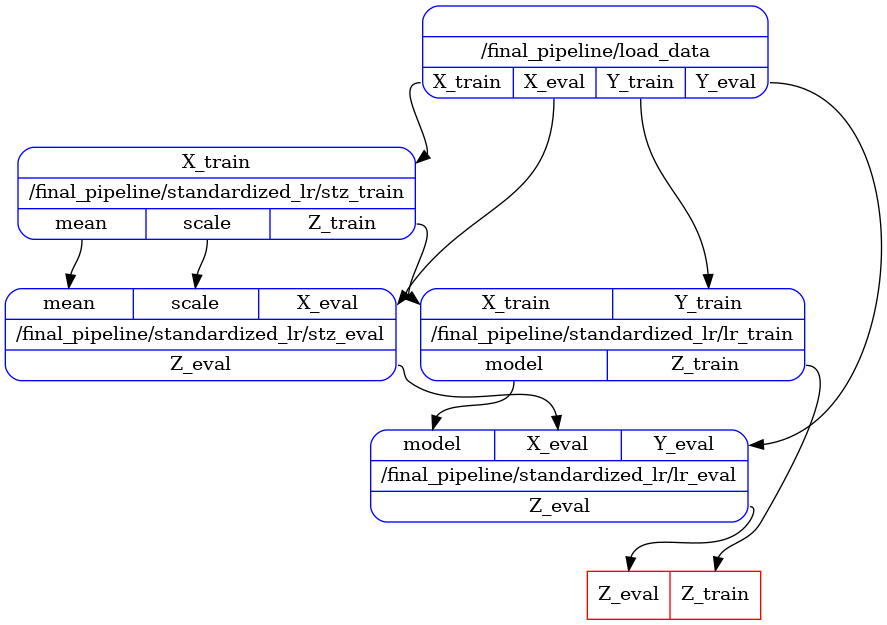 /final_pipeline/load_data
X_train X_eval Y_train Y_eval
X_train
/final_pipeline/standardized_lr/stz_train
mean scale Z_train
mean scale X_eval
/final_pipeline/standardized_lr/stz_eval
Z_eval
X_train Y_train
/final_pipeline/standardized_lr/lr_train
model Z_train
model X_eval Y_eval
/final_pipeline/standardized_lr/lr_eval
Z_eval
Z_eval Z_train